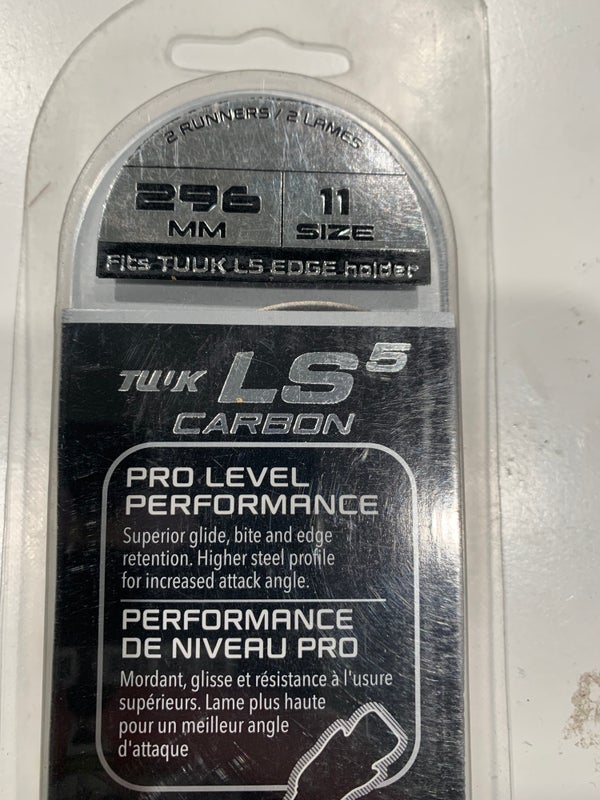 2 RUNNERS / 2 LAMES
296
MM
11
SIZE
Fits TUUK LS EDGE holder
TUUK LS5
CARBON
PRO LEVEL
PERFORMANCE
Superior glide, bite and edge
retention. Higher steel profile
for increased attack angle.
PERFORMANCE
DE NIVEAU PRO
Mordant, glisse et résistance à l'usure
supérieurs. Lame plus haute
pour un meilleur angle
d'attaque